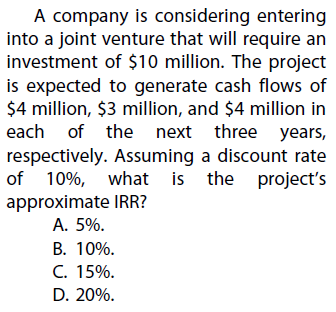 A company is considering entering
into a joint venture that will require an
investment of $10 million. The project
is expected to generate cash flows of
$4 million, $3 million, and $4 million in
each of the next three years,
respectively. Assuming a discount rate
of 10%, what is the project's
approximate IRR?
A. 5%.
B. 10%.
C. 15%.
D. 20%.